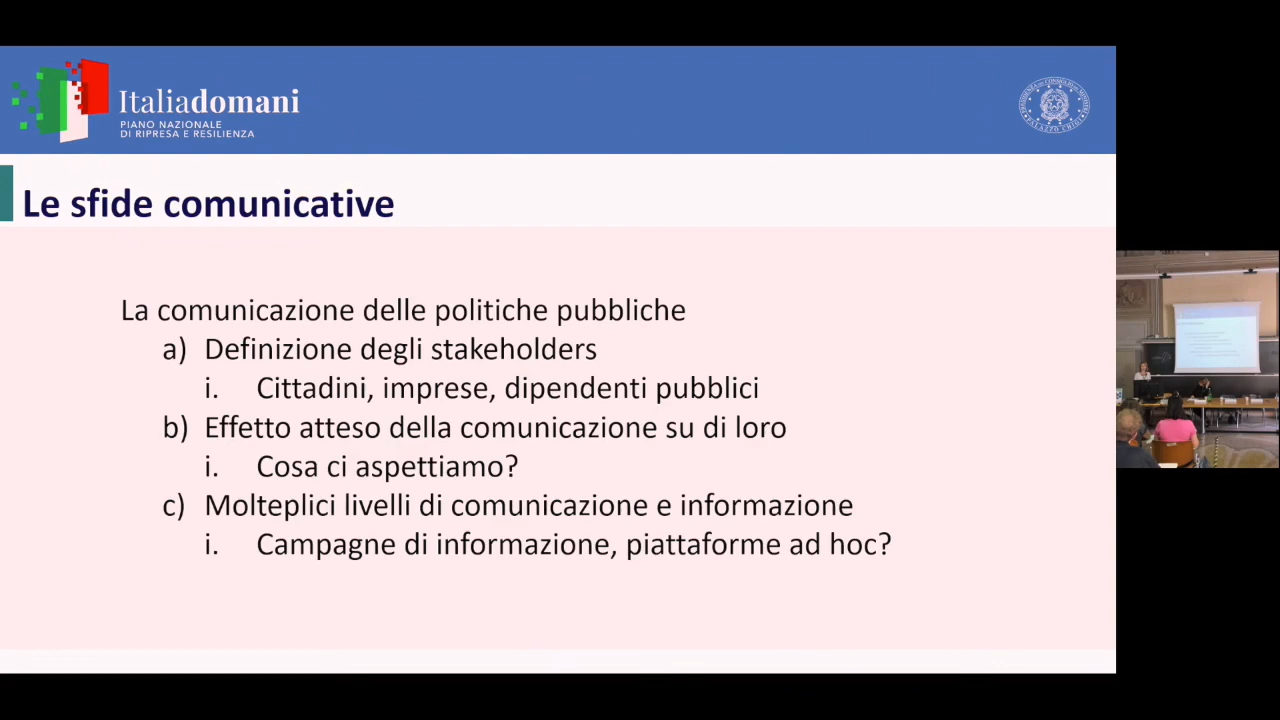 Italiadomani
PIANO NAZIONALE
DI RIPRESA E RESILIENZA
Le sfide comunicative
La comunicazione delle politiche pubbliche
a) Definizione degli stakeholders
i. Cittadini, imprese, dipendenti pubblici
b) Effetto atteso della comunicazione su di loro
i. Cosa ci aspettiamo?
c) Molteplici livelli di comunicazione e informazione
i. Campagne di informazione, piattaforme ad hoc?